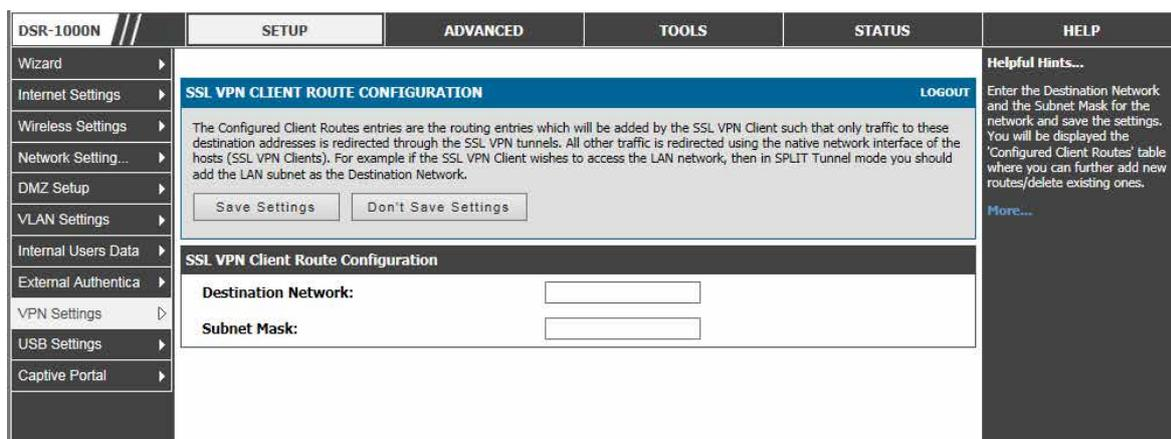 DSR-1000N
SETUP
ADVANCED
TOOLS
STATUS
HELP
Wizard
Internet Settings
Wireless Settings
Network Setting...
DMZ Setup
VLAN Settings
Internal Users Data
External Authentica
VPN Settings
USB Settings
Captive Portal
SSL VPN CLIENT ROUTE CONFIGURATION
LOGOUT
The Configured Client Routes entries are the routing entries which will be added by the SSL VPN Client such that only traffic to these
destination addresses is redirected through the SSL VPN tunnels. All other traffic is redirected using the native network interface of the
hosts (SSL VPN Clients). For example if the SSL VPN Client wishes to access the LAN network, then in SPLIT Tunnel mode you should
add the LAN subnet as the Destination Network.
Save Settings
Don't Save Settings
SSL VPN Client Route Configuration
Destination Network:
Subnet Mask:
Helpful Hints...
Enter the Destination Network
and the Subnet Mask for the
network and save the settings.
You will be displayed the
'Configured Client Routes' table
where you can further add new
routes/delete existing ones.
More...